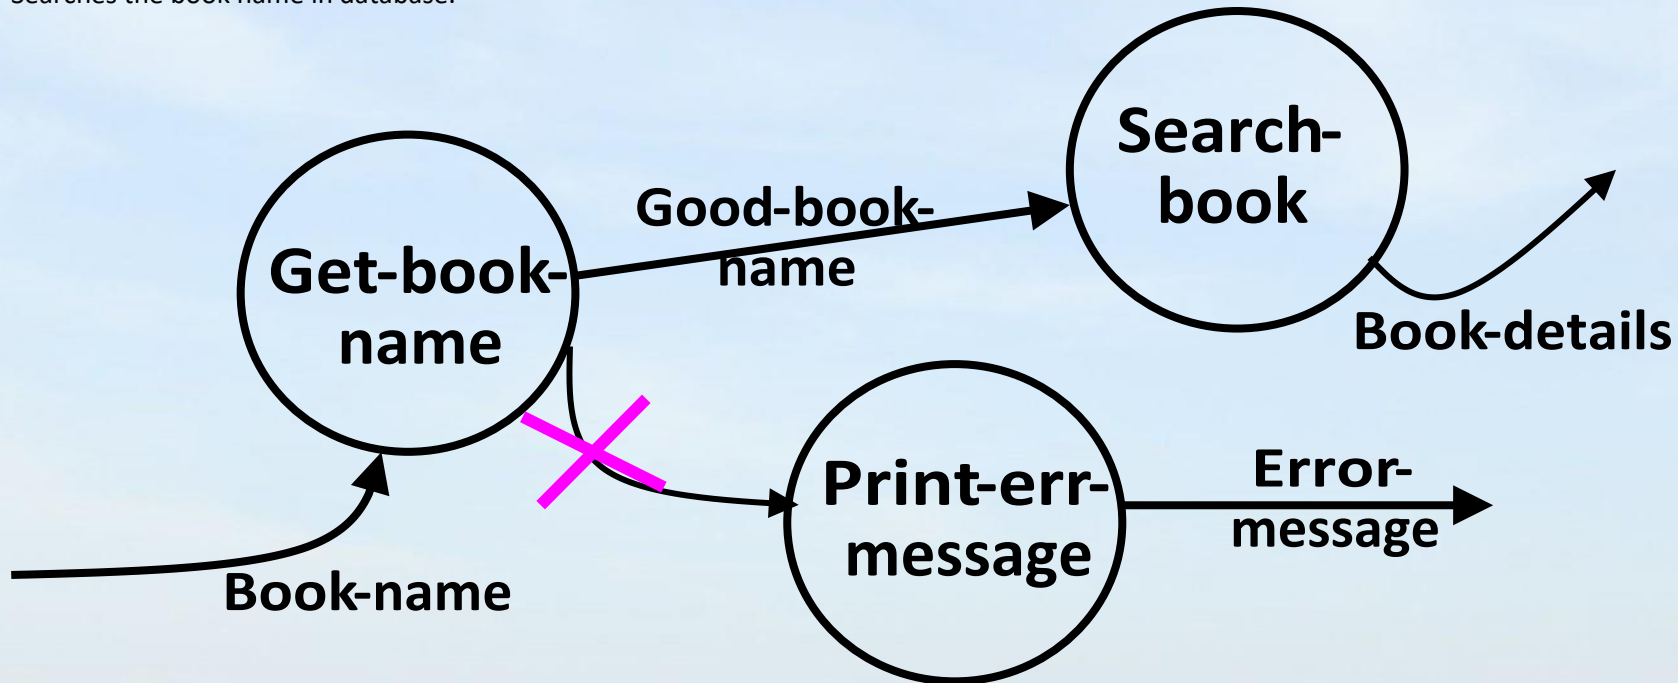 Searches the book name in database.
Search-
book
Good-book-
name
Get-book-
name
Book-details
Print-err-
message
Error-
message
Book-name